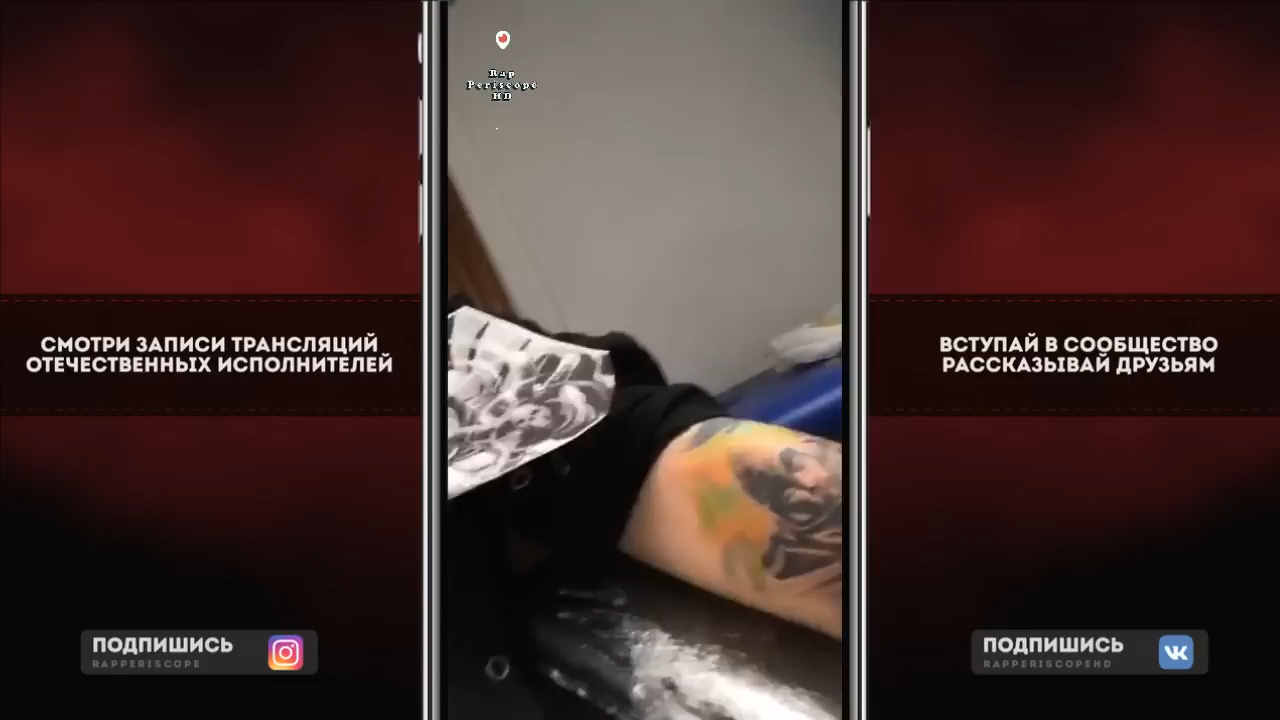 Rap
Periscope
HD
СМОТРИ ЗАПИСИ ТРАНСЛЯЦИЙ
ОТЕЧЕСТВЕННЫХ ИСПОЛНИТЕЛЕЙ
ВСТУПАЙ В СООБЩЕСТВО
РАССКАЗЫВАЙ ДРУЗЬЯМ
ПОДПИШИСЬ
RAPPERISCOPE
ПОДПИШИСЬ
RAPPERISCOPEHD